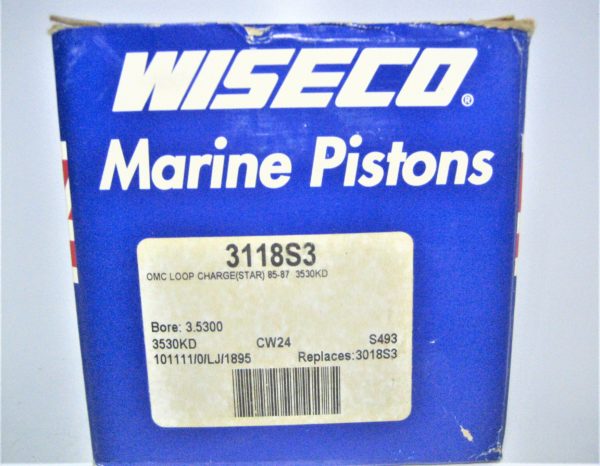 WISECO®
Marine Pistons
3118S3
OMC LOOP CHARGE(STAR) 85-87 3530KD
Bore: 3.5300
3530KD CW24 S493
101111/0/LJ/1895 Replaces:3018S3